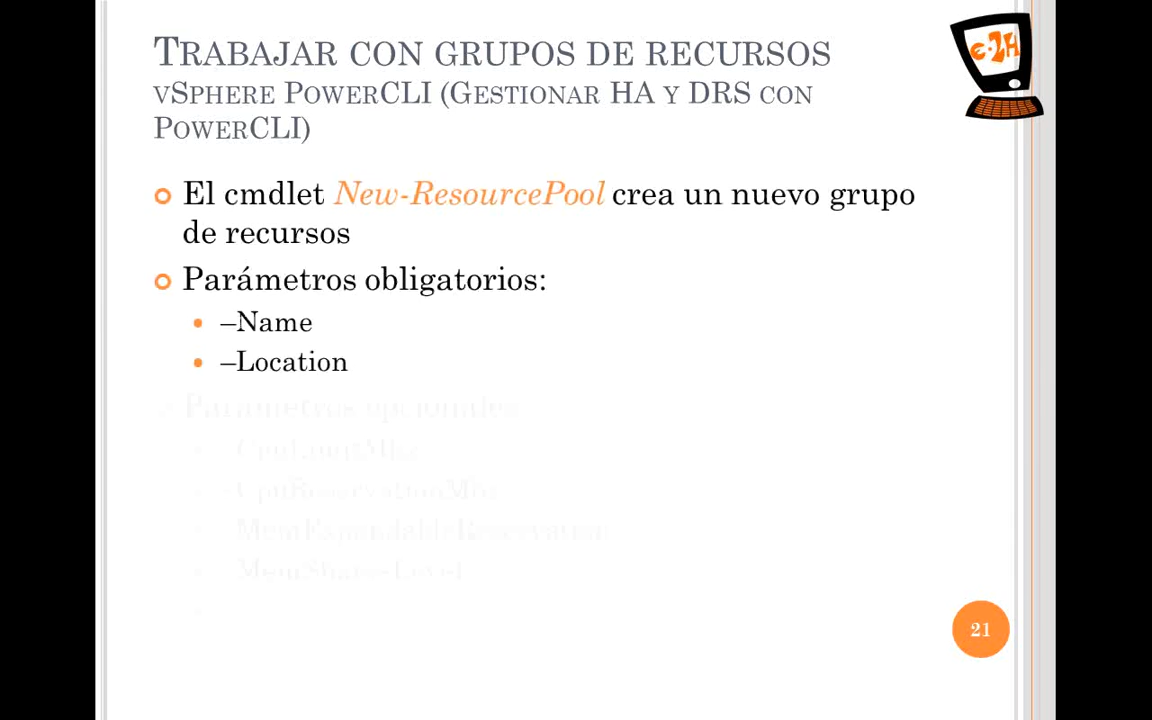 TRABAJAR CON GRUPOS DE RECURSOS
VSPHERE POWERCLI (GESTIONAR HA Y DRS CON
POWERCLI)
El cmdlet New-ResourcePool crea un nuevo grupo
de recursos
Parámetros obligatorios:
–Name
–Location
Parámetros opcionales
CpuLimitMhz
CpuReservationMhz
MemExpandableReservation
MemSharesLevel
21
e-2H